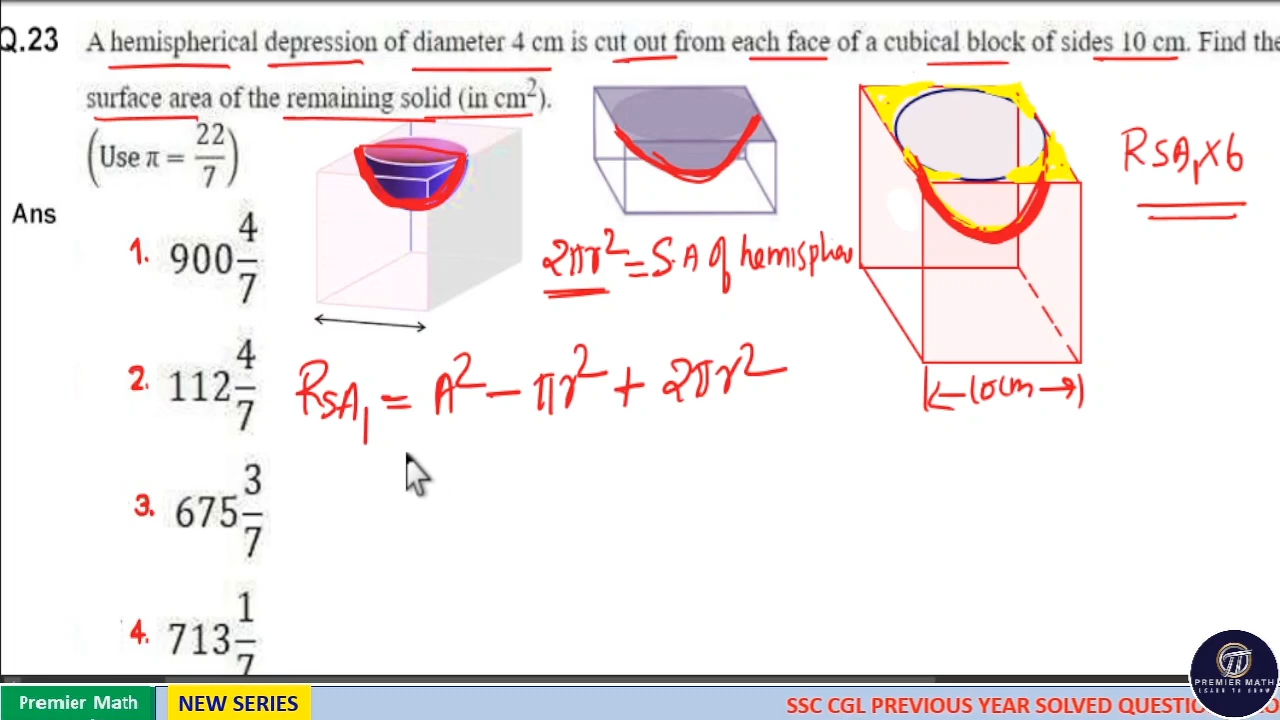 Q.23 A hemispherical depression of diameter 4 cm is cut out from each face of a cubical block of sides 10 cm. Find the
surface area of the remaining solid (in cm²).
(Use π = 22/7)
RSA₁ × 6
Ans
1. 900 4/7
2πr² = S.A of hemisphere
2. 112 4/7
RSA₁ = A² − πr² + 2πr²
10cm
3. 675 3/7
4. 713 1/7
PREMIER MATH
LEARN TO KNOW
Premier Math
NEW SERIES
SSC CGL PREVIOUS YEAR SOLVED QUESTIO